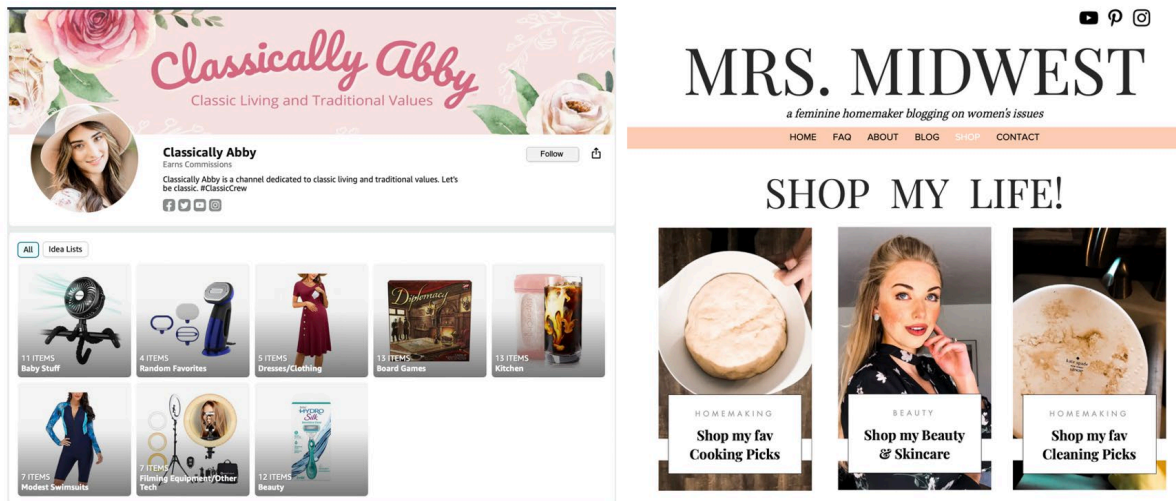 Classically Abby
Classic Living and Traditional Values
Classically Abby
Earns Commissions
Follow
Classically Abby is a channel dedicated to classic living and traditional values. Let's
be classic. #ClassicCrew
All
Idea Lists
11 ITEMS
Baby Stuff
4 ITEMS
Random Favorites
5 ITEMS
Dresses/Clothing
Diplomacy
13 ITEMS
Board Games
13 ITEMS
Kitchen
7 ITEMS
Modest Swimsuits
7 ITEMS
Filming Equipment/Other
Tech
HYDRO
Silk
12 ITEMS
Beauty
MRS. MIDWEST
a feminine homemaker blogging on women's issues
HOME FAQ ABOUT BLOG SHOP CONTACT
SHOP MY LIFE!
HOMEMAKING
Shop my fav
Cooking Picks
BEAUTY
Shop my Beauty
& Skincare
HOMEMAKING
Shop my fav
Cleaning Picks